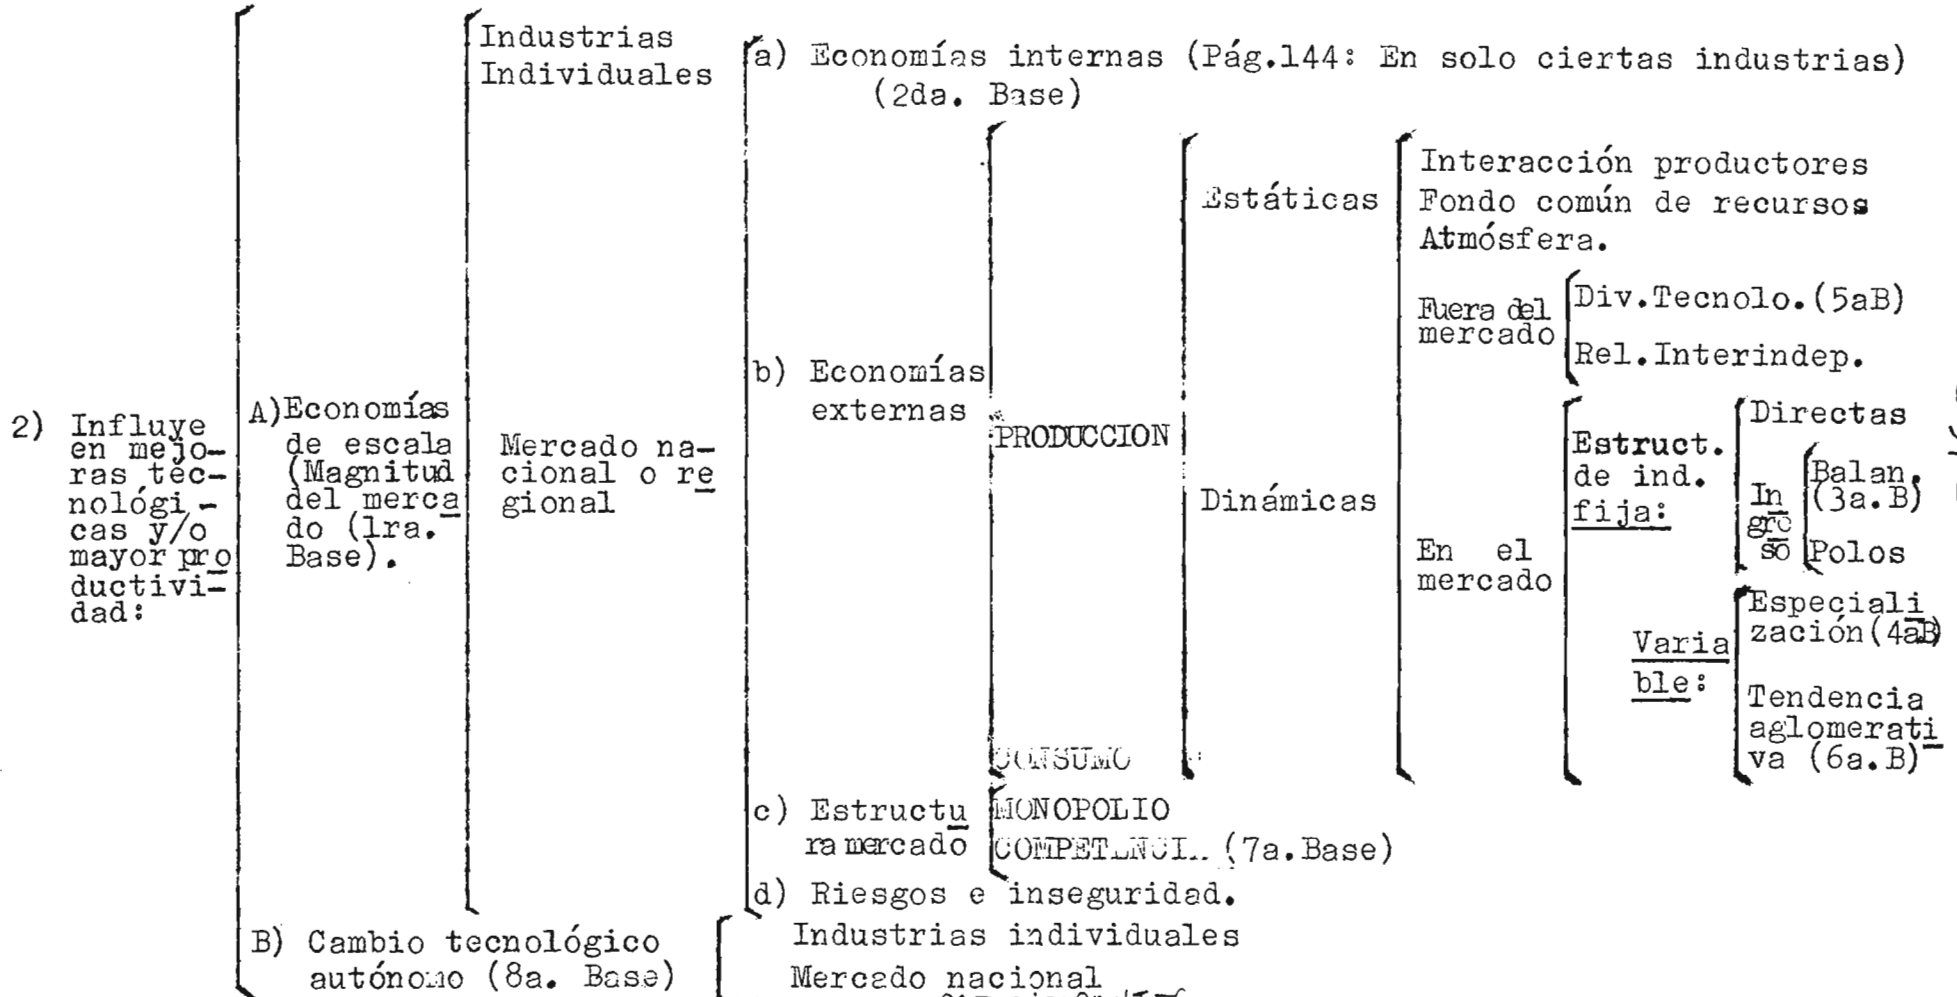 Industrias
Individuales
a) Economías internas (Pág.144: En solo ciertas industrias)
(2da. Base)
Estáticas
Interacción productores
Fondo común de recursos
Atmósfera.
Fuera del
mercado
Div.Tecnolo.(5aB)
Rel.Interindep.
b) Economías
externas
PRODUCCION
2) Influye
en mejo-
ras téc-
nológi-
cas y/o
mayor pro
ductivi-
dad:
A)Economías
de escala
(Magnitud
del merca
do (1ra.
Base).
Mercado na-
cional o re
gional
Dinámicas
En el
mercado
Estruct.
de ind.
fija:
Directas
In
gre
so
Balan.
(3a.B)
Polos
Varia
ble:
Especiali
zación(4aB)
Tendencia
aglomerati
va (6a.B)
CONSUMO
c) Estructu
ra mercado
MONOPOLIO
COMPETENCIA (7a.Base)
d) Riesgos e inseguridad.
B) Cambio tecnológico
autónomo (8a. Base)
Industrias individuales
Mercado nacional